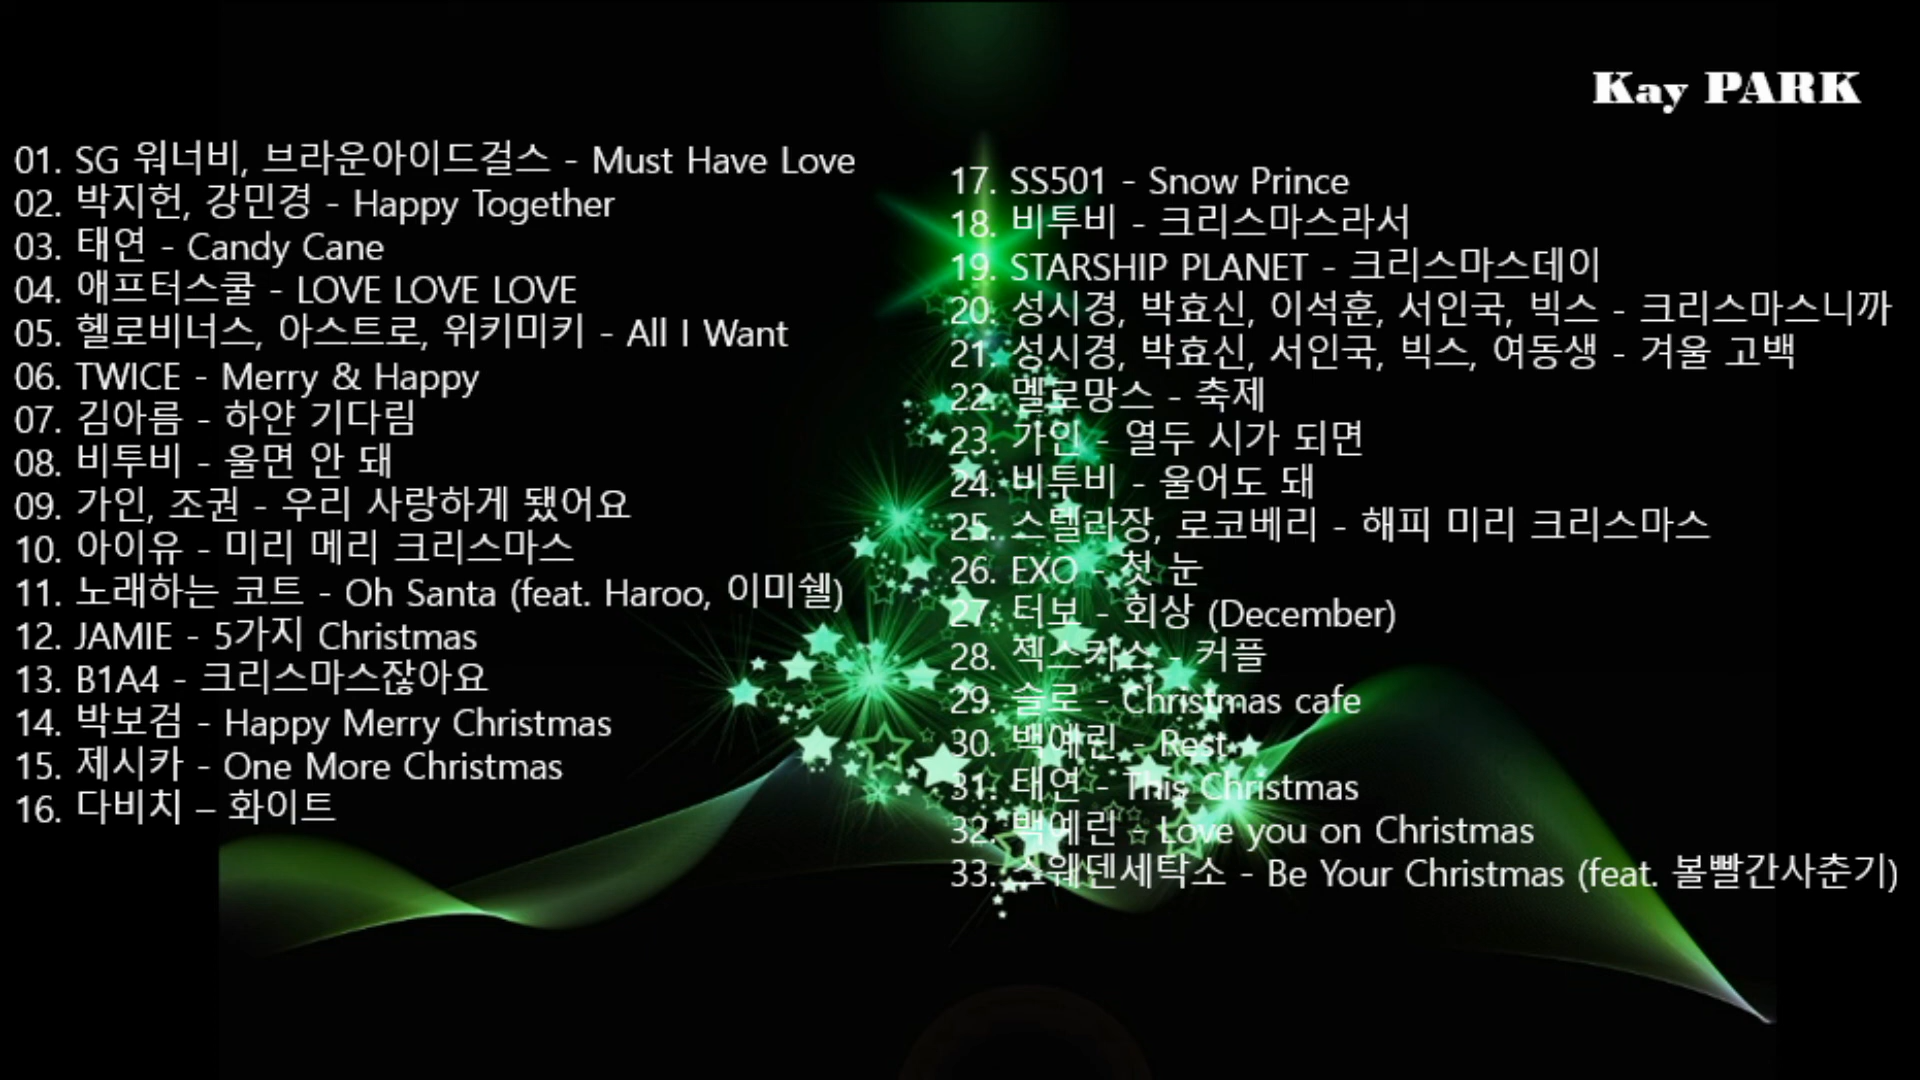 Kay PARK
01. SG 워너비, 브라운아이드걸스 - Must Have Love
02. 박지헌, 강민경 - Happy Together
03. 태연 - Candy Cane
04. 애프터스쿨 - LOVE LOVE LOVE
05. 헬로비너스, 아스트로, 위키미키 - All I Want
06. TWICE - Merry & Happy
07. 김아름 - 하얀 기다림
08. 비투비 - 울면 안 돼
09. 가인, 조권 - 우리 사랑하게 됐어요
10. 아이유 - 미리 메리 크리스마스
11. 노래하는 코트 - Oh Santa (feat. Haroo, 이미쉘)
12. JAMIE - 5가지 Christmas
13. B1A4 - 크리스마스잖아요
14. 박보검 - Happy Merry Christmas
15. 제시카 - One More Christmas
16. 다비치 – 화이트
17. SS501 - Snow Prince
18. 비투비 - 크리스마스라서
19. STARSHIP PLANET - 크리스마스데이
20. 성시경, 박효신, 이석훈, 서인국, 빅스 - 크리스마스니까
21. 성시경, 박효신, 서인국, 빅스, 여동생 - 겨울 고백
22. 멜로망스 - 축제
23. 가인 - 열두 시가 되면
24. 비투비 - 울어도 돼
25. 스텔라장, 로코베리 - 해피 미리 크리스마스
26. EXO - 첫 눈
27. 터보 - 회상 (December)
28. 젝스키스 - 커플
29. 슬로 - Christmas cafe
30. 백예린 - Rest
31. 태연 - This Christmas
32. 백예린 - Love you on Christmas
33. 스웨덴세탁소 - Be Your Christmas (feat. 볼빨간사춘기)